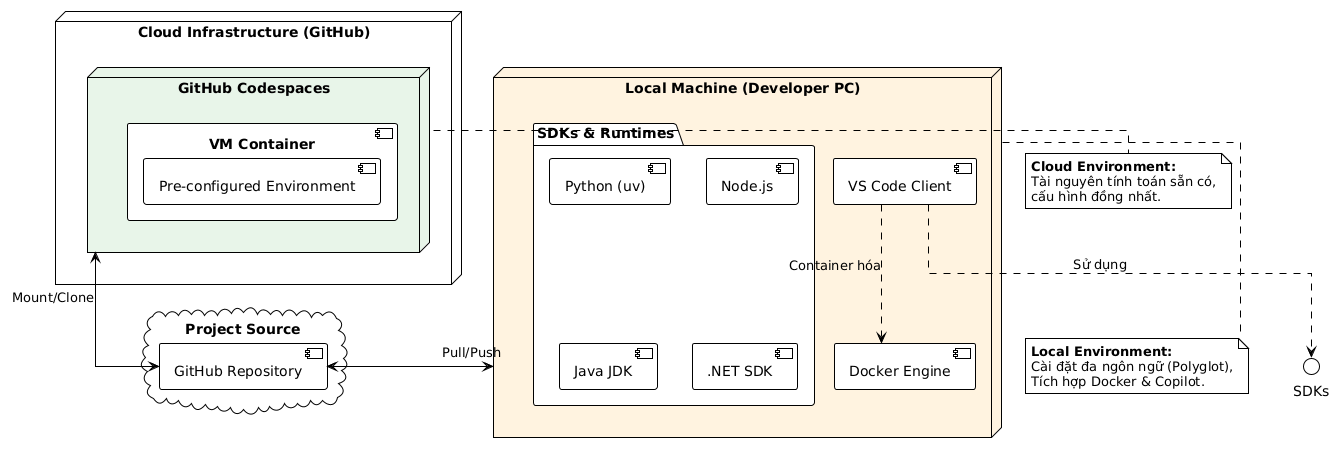 Cloud Infrastructure (GitHub)
GitHub Codespaces
VM Container
Pre-configured Environment
Mount/Clone
Project Source
GitHub Repository
Pull/Push
Local Machine (Developer PC)
SDKs & Runtimes
Python (uv)
Node.js
VS Code Client
Container hóa
Sử dụng
Java JDK
.NET SDK
Docker Engine
Cloud Environment:
Tài nguyên tính toán sẵn có,
cấu hình đồng nhất.
Local Environment:
Cài đặt đa ngôn ngữ (Polyglot),
Tích hợp Docker & Copilot.
SDKs